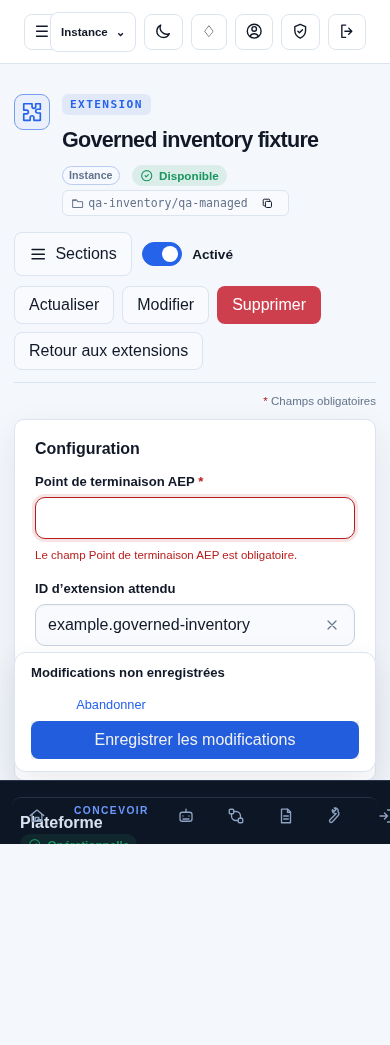 Instance
EXTENSION
Governed inventory fixture
Instance
Disponible
qa-inventory/qa-managed
Sections
Activé
Actualiser
Modifier
Supprimer
Retour aux extensions
* Champs obligatoires
Configuration
Point de terminaison AEP *
Le champ Point de terminaison AEP est obligatoire.
ID d’extension attendu
example.governed-inventory
Modifications non enregistrées
Abandonner
Enregistrer les modifications
CONCEVOIR
Plateforme
Opérationnelle